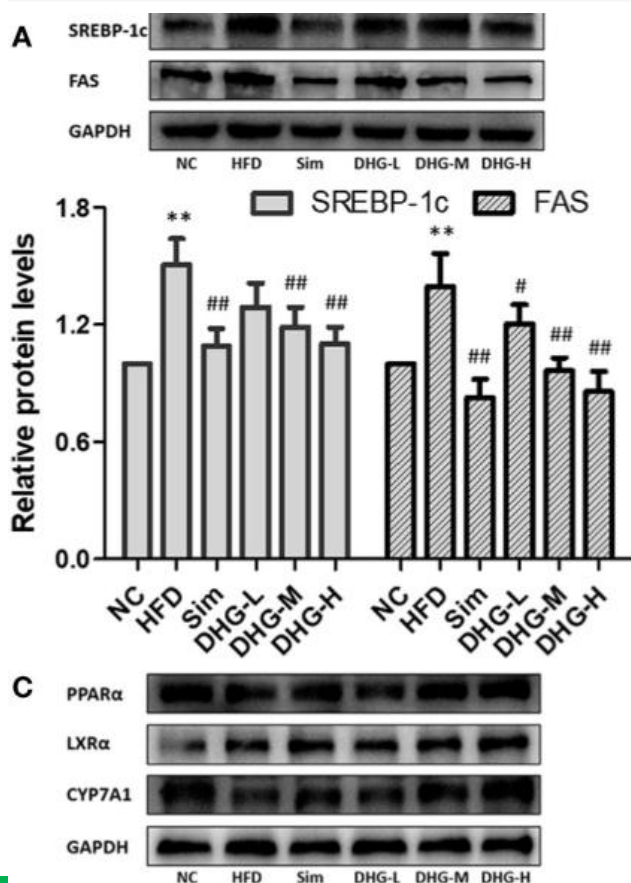 A
SREBP-1c
FAS
GAPDH
NC HFD Sim DHG-L DHG-M DHG-H
SREBP-1c FAS
Relative protein levels
1.8
1.2
0.6
0.0
** ## ## ## ** ## # ## ##
NC HFD Sim DHG-L DHG-M DHG-H NC HFD Sim DHG-L DHG-M DHG-H
C
PPARα
LXRα
CYP7A1
GAPDH
NC HFD Sim DHG-L DHG-M DHG-H